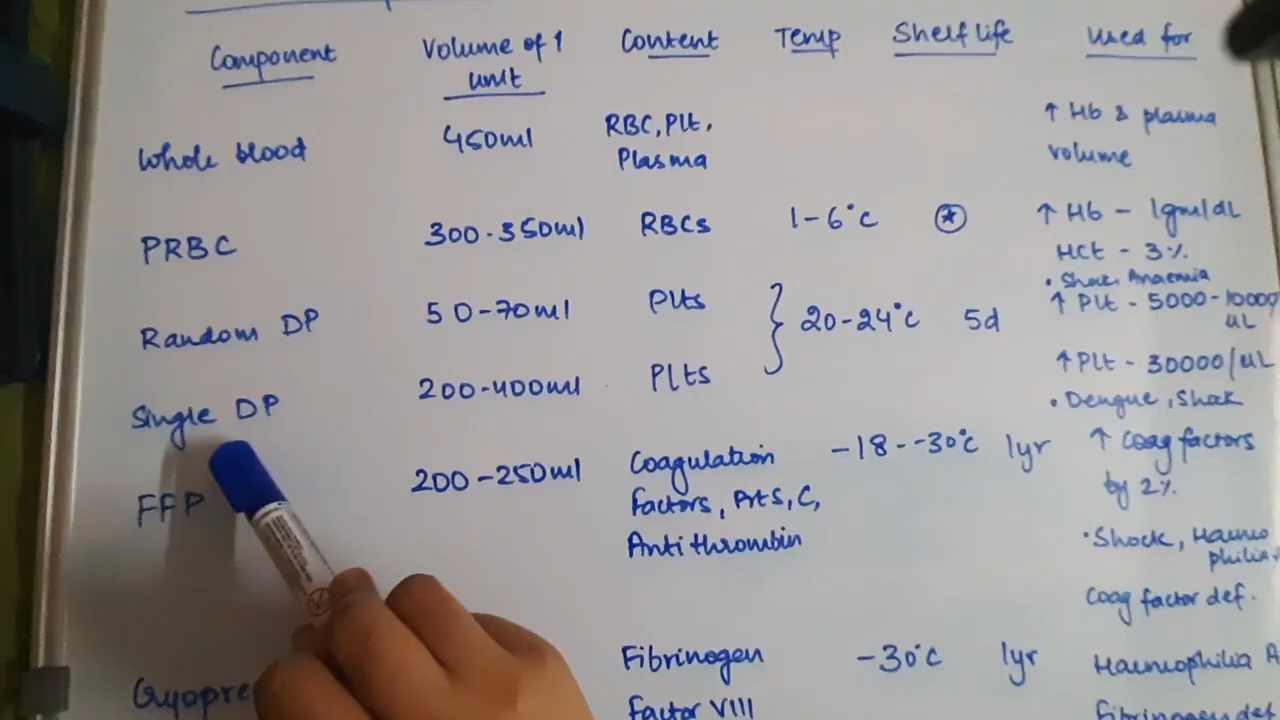 Component Volume of 1 unit Content Temp Shelf life Used for
Whole blood 450ml RBC, Plt, Plasma ↑ Hb & plasma volume
PRBC 300-350ml RBCs 1-6°c * ↑ Hb - 1gm/dL
HCt - 3%
• Shock, Anaemia
Random DP 50-70ml Plts } 20-24°c 5d ↑ Plt - 5000-10000/uL
Single DP 200-400ml Plts ↑ Plt - 30000/uL
• Dengue, Shock
FFP 200-250ml Coagulation factors, Prt S, C, Antithrombin -18--30°c 1yr ↑ Coag factors by 2%
• Shock, Haemophilia,
Coag factor def.
Cryopre Fibrinogen -30°c 1yr Haemophilia A
Factor VIII Fibrinogen def